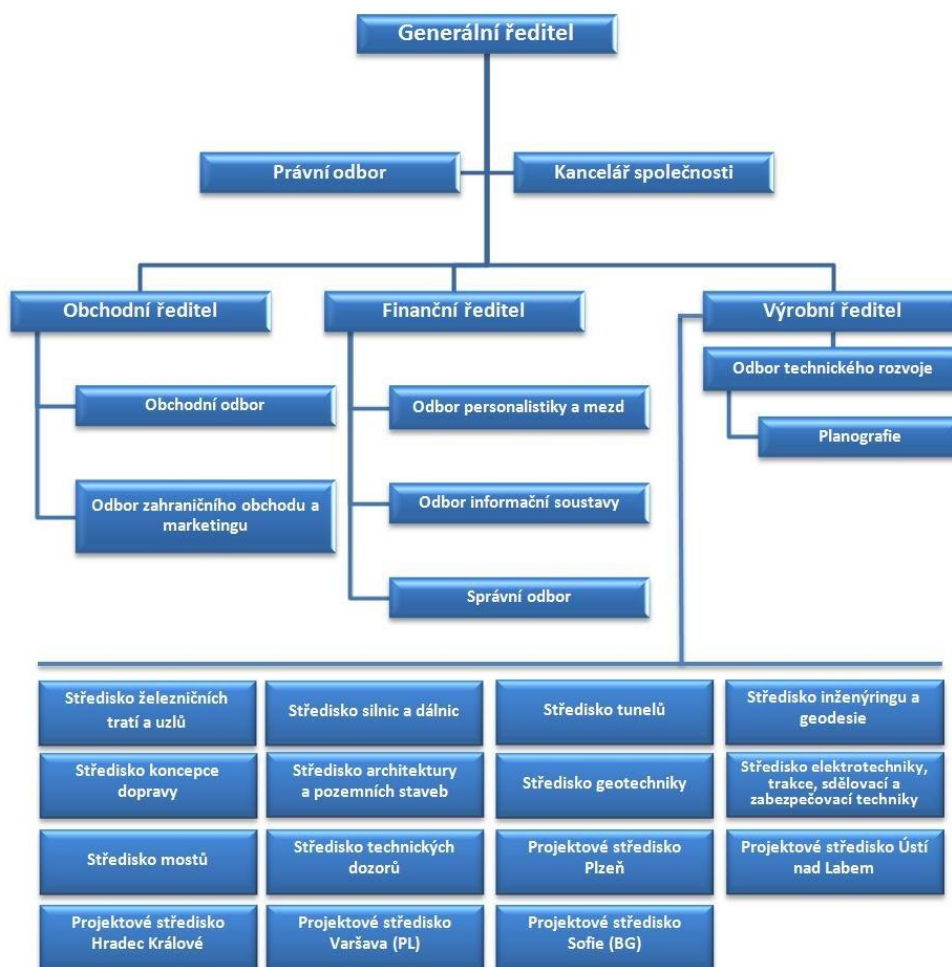 Generální ředitel
Právní odbor
Kancelář společnosti
Obchodní ředitel
Finanční ředitel
Výrobní ředitel
Obchodní odbor
Odbor zahraničního obchodu a
marketingu
Odbor personalistiky a mezd
Odbor informační soustavy
Správní odbor
Odbor technického rozvoje
Planografie
Středisko železničních
tratí a uzlů
Středisko silnic a dálnic
Středisko tunelů
Středisko inženýringu a
geodesie
Středisko koncepce
dopravy
Středisko architektury
a pozemních staveb
Středisko geotechniky
Středisko elektrotechniky,
trakce, sdělovací a
zabezpečovací techniky
Středisko mostů
Středisko technických
dozorů
Projektové středisko
Plzeň
Projektové středisko Ústí
nad Labem
Projektové středisko
Hradec Králové
Projektové středisko
Varšava (PL)
Projektové středisko
Sofie (BG)